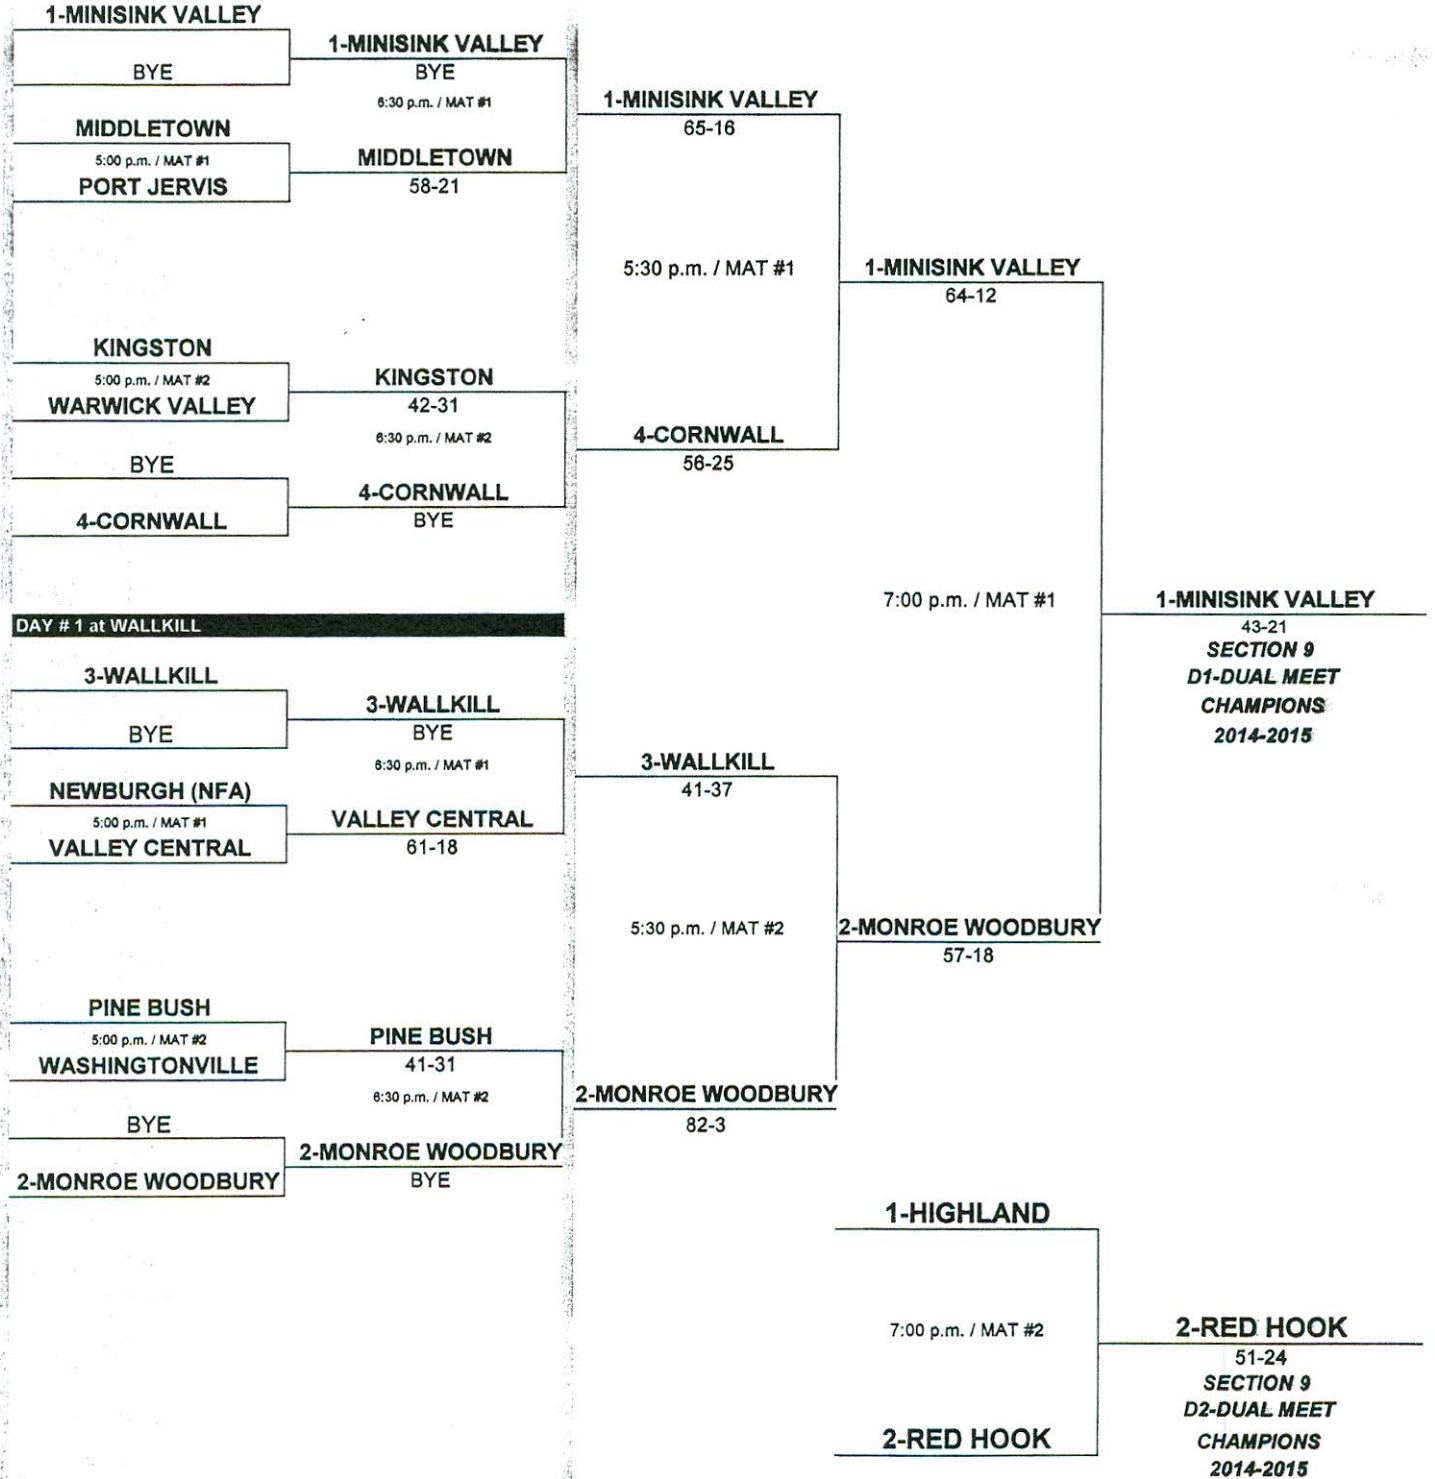 1-MINISINK VALLEY
BYE
MIDDLETOWN
5:00 p.m. / MAT #1
PORT JERVIS
KINGSTON
5:00 p.m. / MAT #2
WARWICK VALLEY
BYE
4-CORNWALL
1-MINISINK VALLEY
BYE
6:30 p.m. / MAT #1
MIDDLETOWN
58-21
KINGSTON
42-31
6:30 p.m. / MAT #2
4-CORNWALL
BYE
DAY # 1 at WALLKILL
3-WALLKILL
BYE
NEWBURGH (NFA)
5:00 p.m. / MAT #1
VALLEY CENTRAL
PINE BUSH
5:00 p.m. / MAT #2
WASHINGTONVILLE
BYE
2-MONROE WOODBURY
3-WALLKILL
BYE
6:30 p.m. / MAT #1
VALLEY CENTRAL
61-18
PINE BUSH
41-31
6:30 p.m. / MAT #2
2-MONROE WOODBURY
BYE
1-MINISINK VALLEY
65-16
5:30 p.m. / MAT #1
4-CORNWALL
56-25
3-WALLKILL
41-37
5:30 p.m. / MAT #2
2-MONROE WOODBURY
82-3
1-MINISINK VALLEY
64-12
7:00 p.m. / MAT #1
2-MONROE WOODBURY
57-18
1-MINISINK VALLEY
43-21
SECTION 9
D1-DUAL MEET
CHAMPIONS
2014-2015
1-HIGHLAND
7:00 p.m. / MAT #2
2-RED HOOK
2-RED HOOK
51-24
SECTION 9
D2-DUAL MEET
CHAMPIONS
2014-2015